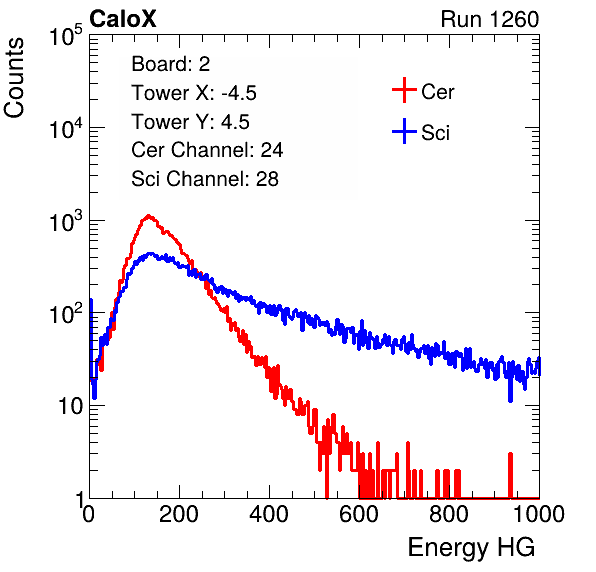 CaloX Run 1260
Counts
Board: 2
Tower X: -4.5
Tower Y: 4.5
Cer Channel: 24
Sci Channel: 28
Cer
Sci
10^5
10^4
10^3
10^2
10
1
0 200 400 600 800 1000
Energy HG